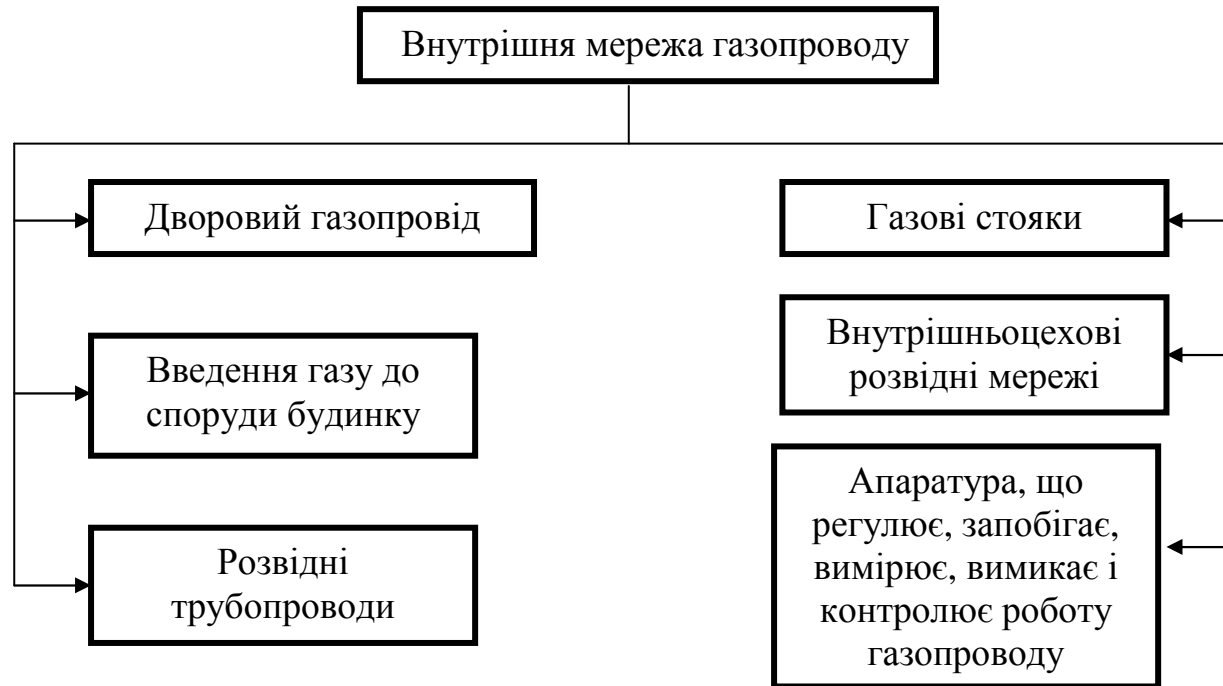 Внутрішня мережа газопроводу
Дворовий газопровід
Введення газу до
споруди будинку
Розвідні
трубопроводи
Газові стояки
Внутрішньоцехові
розвідні мережі
Апаратура, що
регулює, запобігає,
вимірює, вимикає і
контролює роботу
газопроводу